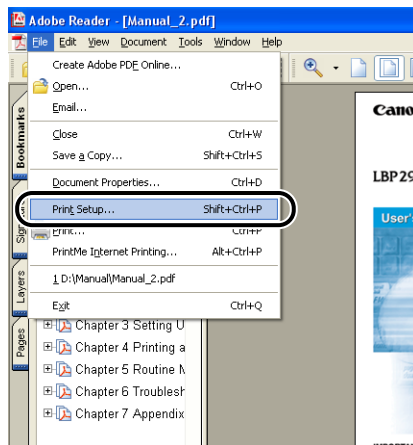 Adobe Reader - [Manual_2.pdf]
File Edit View Document Tools Window Help
Create Adobe PDF Online...
Open... Ctrl+O
Email...
Close Ctrl+W
Save a Copy... Shift+Ctrl+S
Document Properties... Ctrl+D
Print Setup... Shift+Ctrl+P
Print... Ctrl+P
PrintMe Internet Printing... Alt+Ctrl+P
1 D:\Manual\Manual_2.pdf
Exit Ctrl+Q
Bookmarks
Layers
Pages
Chapter 3 Setting U
Chapter 4 Printing a
Chapter 5 Routine
Chapter 6 Troublesh
Chapter 7 Appendix
Cano
LBP29
User's